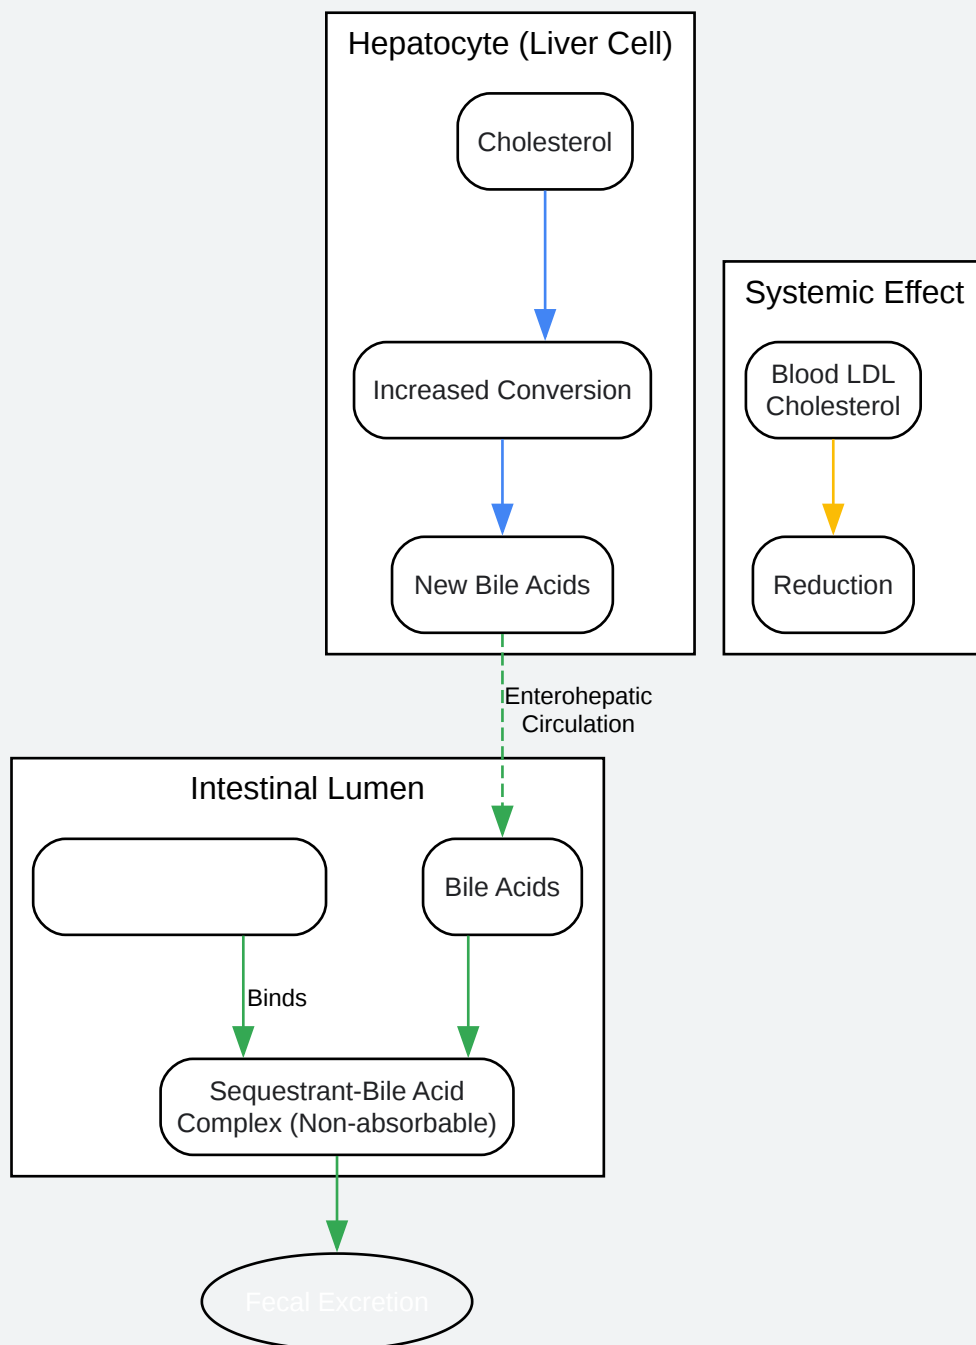 Hepatocyte (Liver Cell)
Cholesterol
Increased Conversion
New Bile Acids
Systemic Effect
Blood LDL
Cholesterol
Reduction
Enterohepatic
Circulation
Intestinal Lumen
Bile Acids
Binds
Sequestrant-Bile Acid
Complex (Non-absorbable)
Fecal Excretion